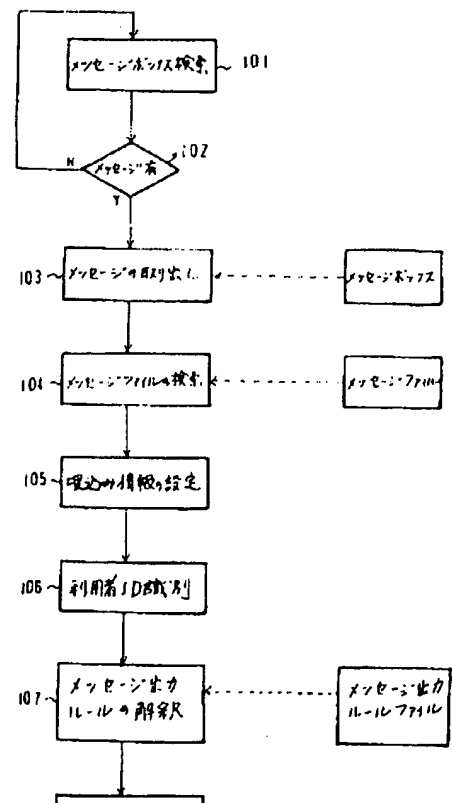 メッセージボックス検索
101
メッセージ有
102
N
Y
103
メッセージの取出し
メッセージボックス
104
メッセージファイルの検索
メッセージファイル
105
埋込み情報の設定
106
利用者ID識別
107
メッセージ出力
ルールの解釈
メッセージ出力
ルールファイル